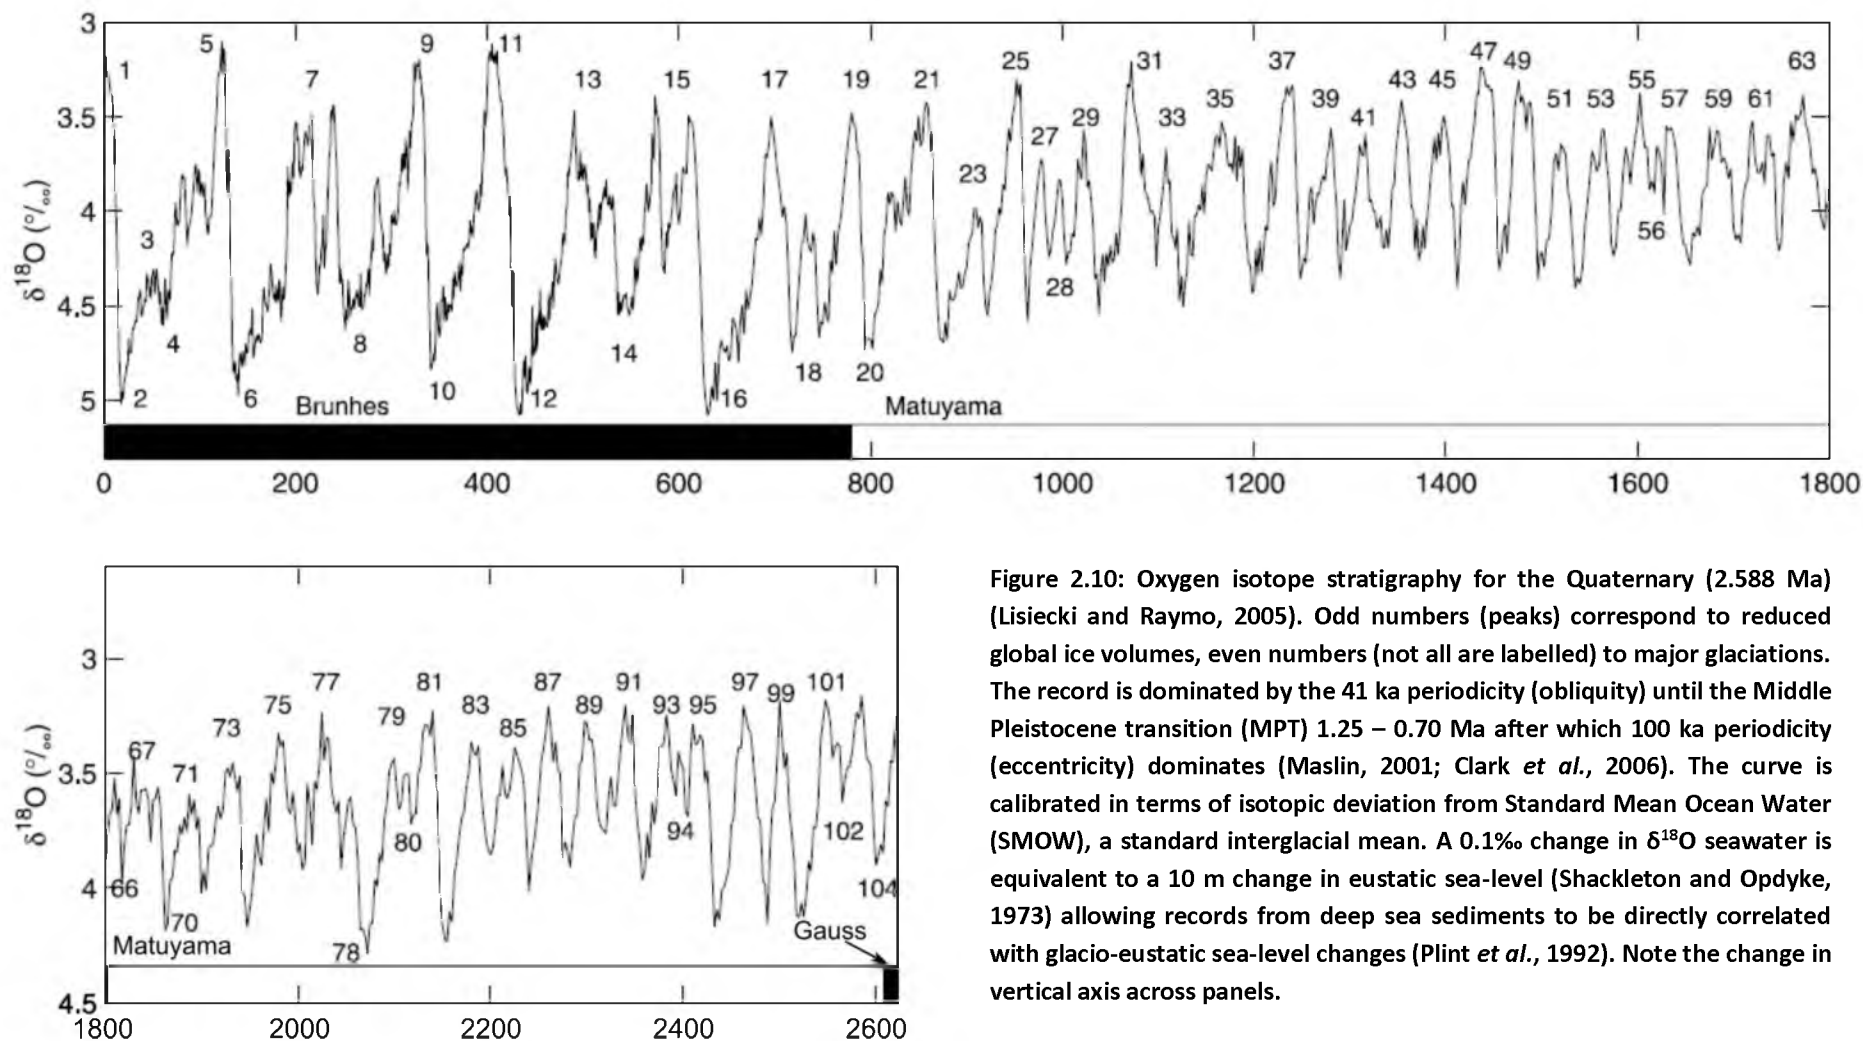 3
5 9 11 47
1 25 31 37 49 63
7 13 15 17 19 21 43 45 55
3.5 29 33 35 39 41 51 53 57 59 61
27
23
δ18O (°/oo)
4
3 56
28
4.5
4 8 14 18 20
10
5 2 6 Brunhes 12 16 Matuyama
0 200 400 600 800 1000 1200 1400 1600 1800
3
77 81 87 91 97 101
75 83 89 93 95 99
73 79 85
67
3.5 71
δ18O (°/oo)
80 94 102
4 66 104
70 Gauss
Matuyama 78
4.5
1800 2000 2200 2400 2600
Figure 2.10: Oxygen isotope stratigraphy for the Quaternary (2.588 Ma)
(Lisiecki and Raymo, 2005). Odd numbers (peaks) correspond to reduced
global ice volumes, even numbers (not all are labelled) to major glaciations.
The record is dominated by the 41 ka periodicity (obliquity) until the Middle
Pleistocene transition (MPT) 1.25 – 0.70 Ma after which 100 ka periodicity
(eccentricity) dominates (Maslin, 2001; Clark et al., 2006). The curve is
calibrated in terms of isotopic deviation from Standard Mean Ocean Water
(SMOW), a standard interglacial mean. A 0.1‰ change in δ18O seawater is
equivalent to a 10 m change in eustatic sea-level (Shackleton and Opdyke,
1973) allowing records from deep sea sediments to be directly correlated
with glacio-eustatic sea-level changes (Plint et al., 1992). Note the change in
vertical axis across panels.